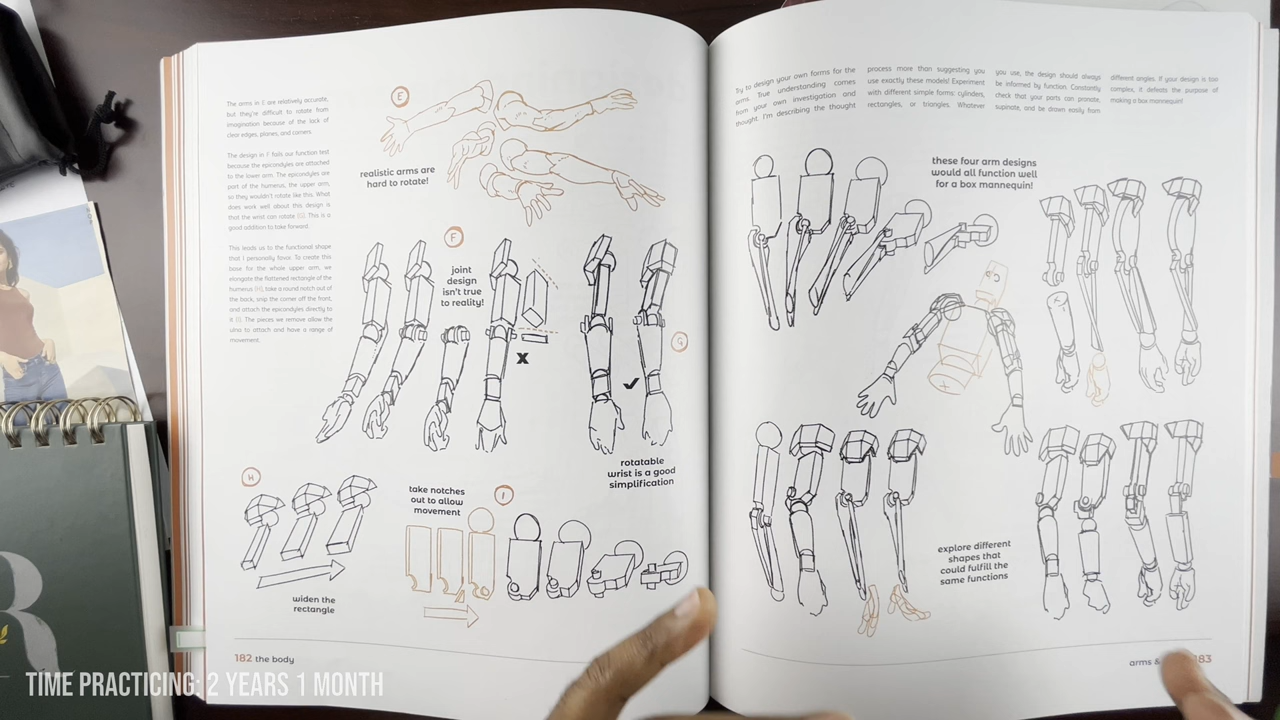 The arms in E are relatively accurate,
but they're difficult to rotate from
imagination because of the lack of
clear edges, planes, and corners.
The design in F fails our function test
because the epicondyles are attached
to the lower arm. The epicondyles are
part of the humerus, the upper arm,
so they wouldn't rotate like this. What
does work well about this design is
that the wrist can rotate (G). This is a
good addition to take forward.
This leads us to the functional shape
that I personally favor. To create this
base for the whole upper arm, we
elongate the flattened rectangle of the
humerus (H), take a round notch out of
the back, snip the corner off the front,
and attach the epicondyles directly to
it (I). The pieces we remove allow the
ulna to attach and have a range of
movement.
E
realistic arms are
hard to rotate!
F
joint
design
isn't true
to reality!
X
G
rotatable
wrist is a good
simplification
H
widen the
rectangle
take notches
out to allow
movement
I
182 the body
Try to design your own forms for the
arms. True understanding comes
from your own investigation and
thought. I'm describing the thought
process more than suggesting you
use exactly these models! Experiment
with different simple forms: cylinders,
rectangles, or triangles. Whatever
you use, the design should always
be informed by function. Constantly
check that your parts can pronate,
supinate, and be drawn easily from
different angles. If your design is too
complex, it defeats the purpose of
making a box mannequin!
these four arm designs
would all function well
for a box mannequin!
explore different
shapes that
could fulfill the
same functions
arms &
183
R
TIME PRACTICING: 2 YEARS 1 MONTH